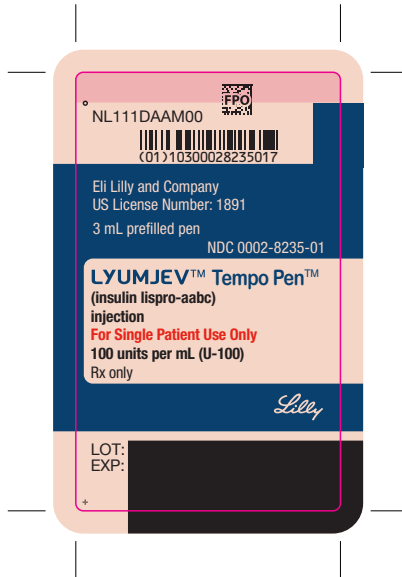 FPO
NL111DAAM00
(01)10300028235017
Eli Lilly and Company
US License Number: 1891
3 mL prefilled pen
NDC 0002-8235-01
LYUMJEV™ Tempo Pen™
(insulin lispro-aabc)
injection
For Single Patient Use Only
100 units per mL (U-100)
Rx only
Lilly
LOT:
EXP: